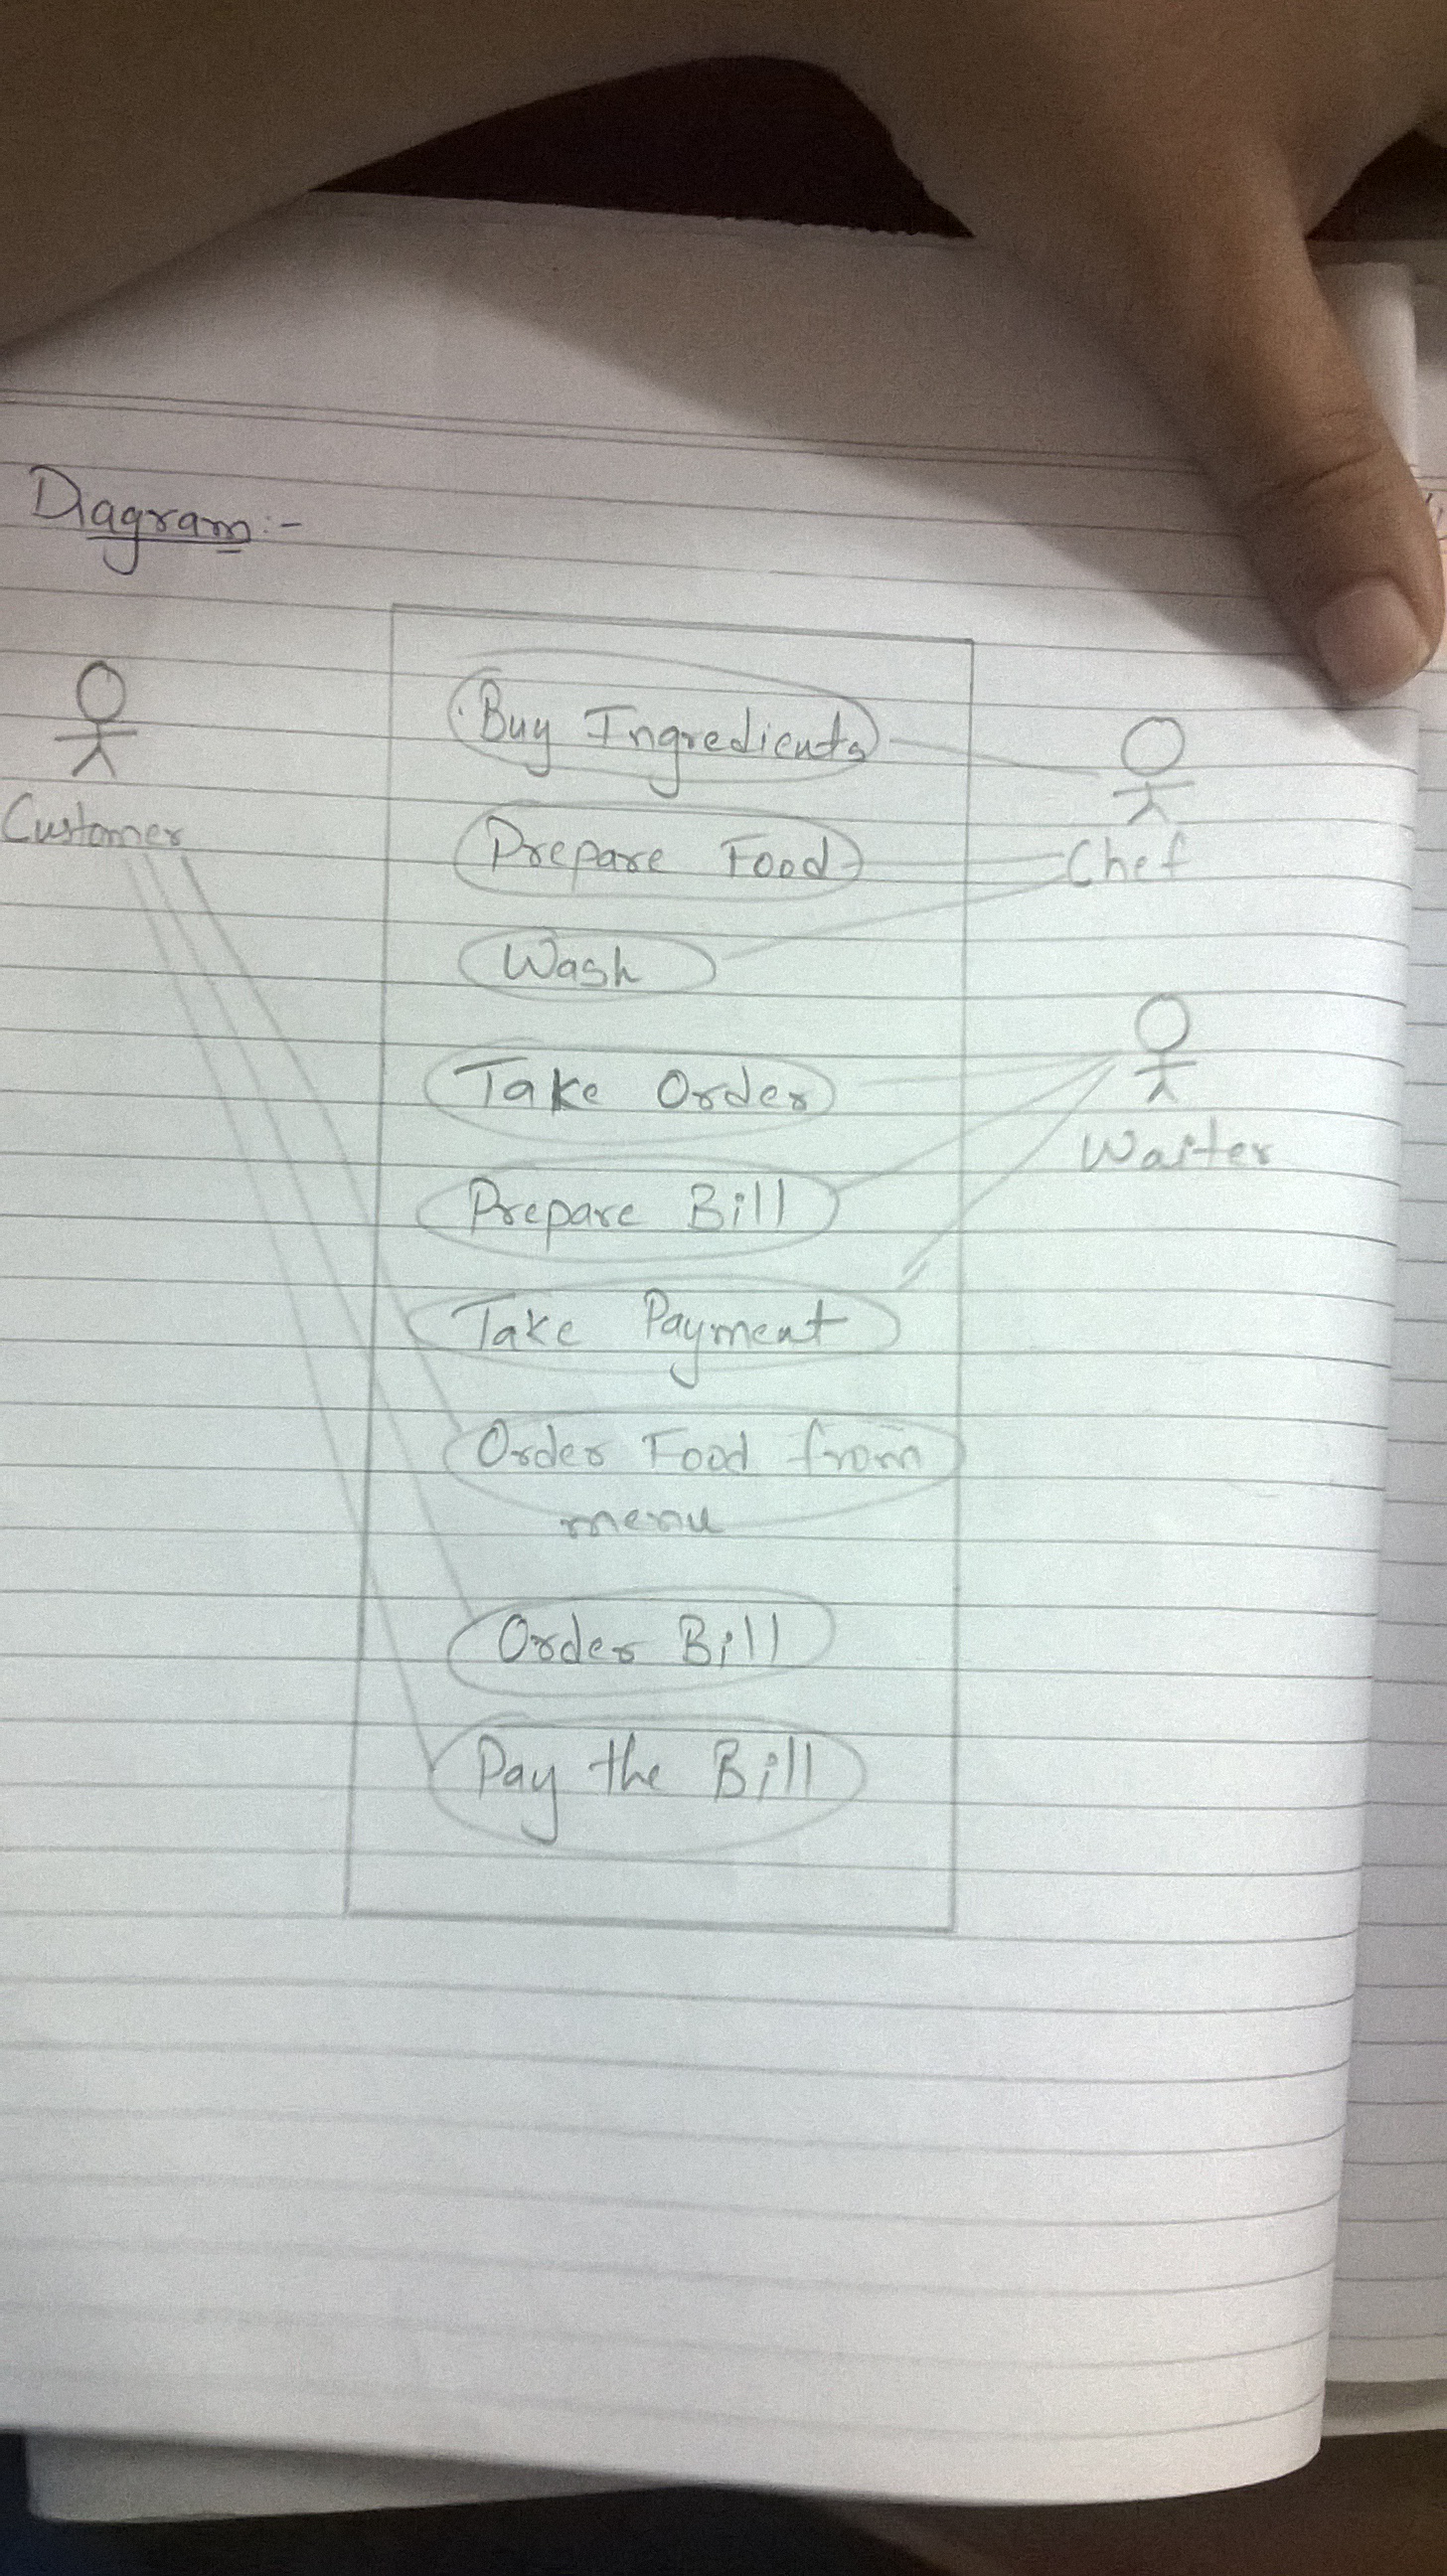 Diagram:-
Customer
Buy Ingredients
Prepare Food
Chef
Wash
Take Order
Waiter
Prepare Bill
Take Payment
Order Food from
menu
Order Bill
Pay the Bill